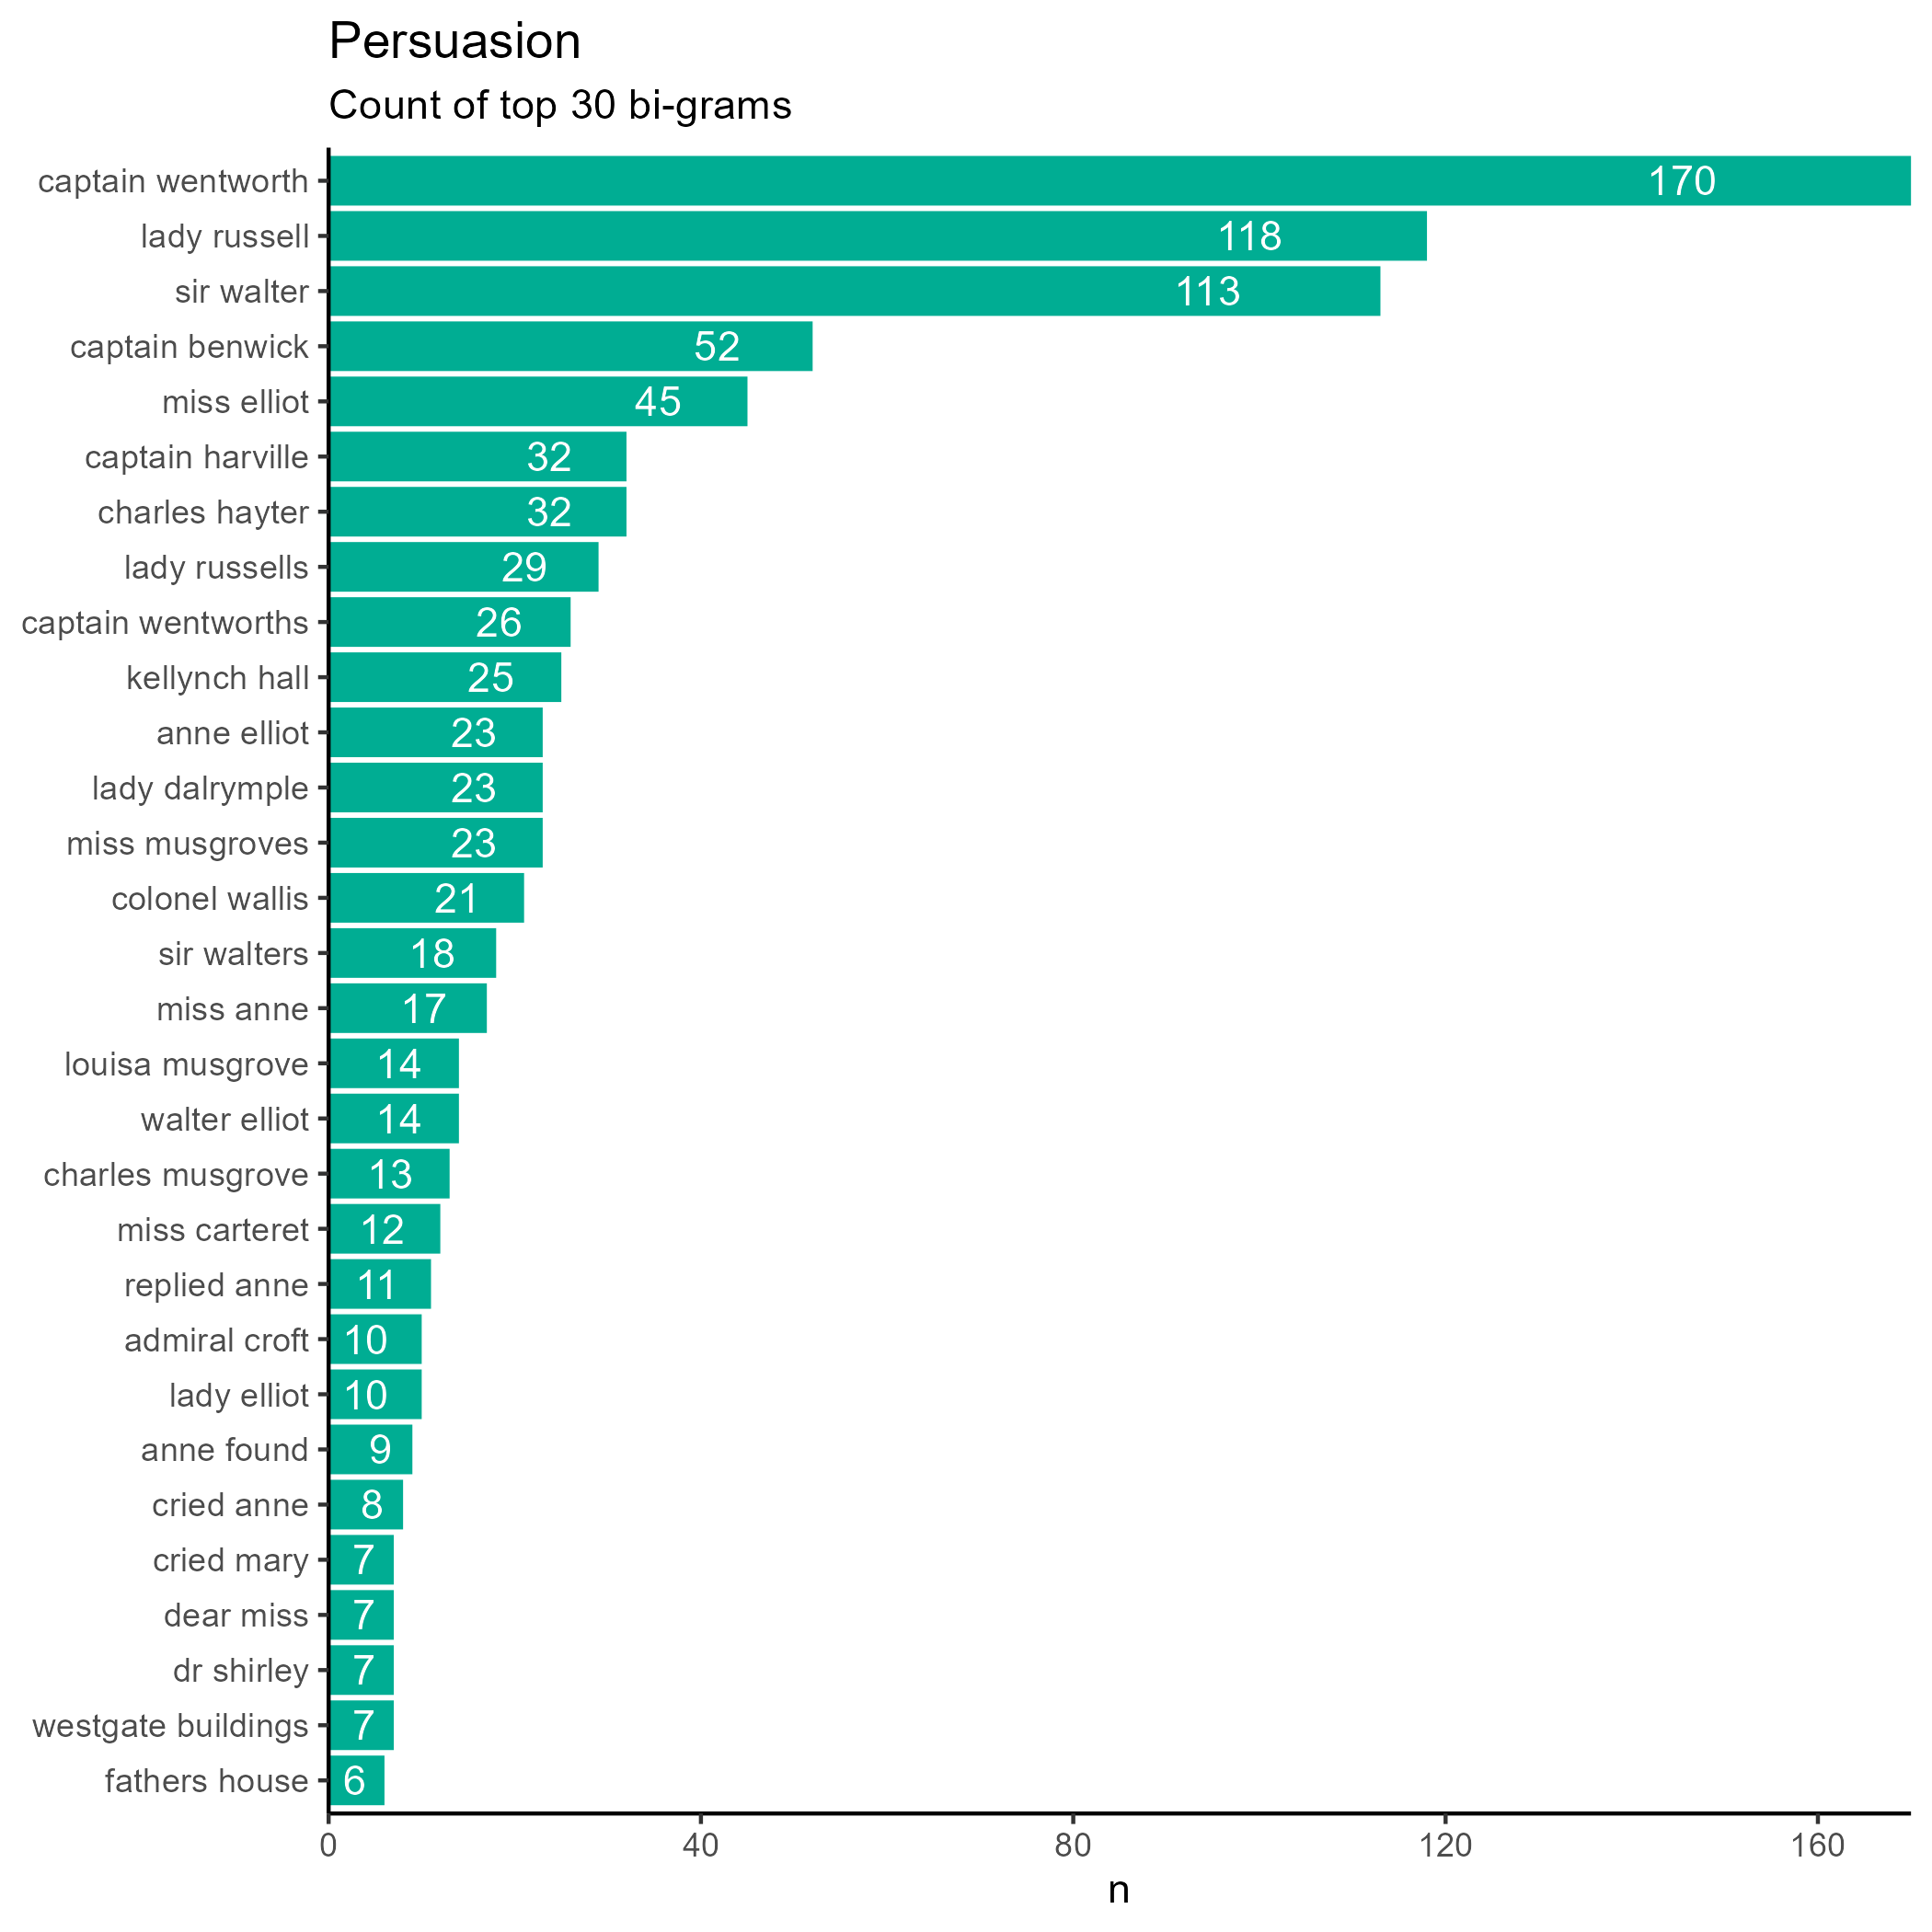 Persuasion
Count of top 30 bi-grams
captain wentworth 170
lady russell 118
sir walter 113
captain benwick 52
miss elliot 45
captain harville 32
charles hayter 32
lady russells 29
captain wentworths 26
kellynch hall 25
anne elliot 23
lady dalrymple 23
miss musgroves 23
colonel wallis 21
sir walters 18
miss anne 17
louisa musgrove 14
walter elliot 14
charles musgrove 13
miss carteret 12
replied anne 11
admiral croft 10
lady elliot 10
anne found 9
cried anne 8
cried mary 7
dear miss 7
dr shirley 7
westgate buildings 7
fathers house 6
0 40 80 120 160
n